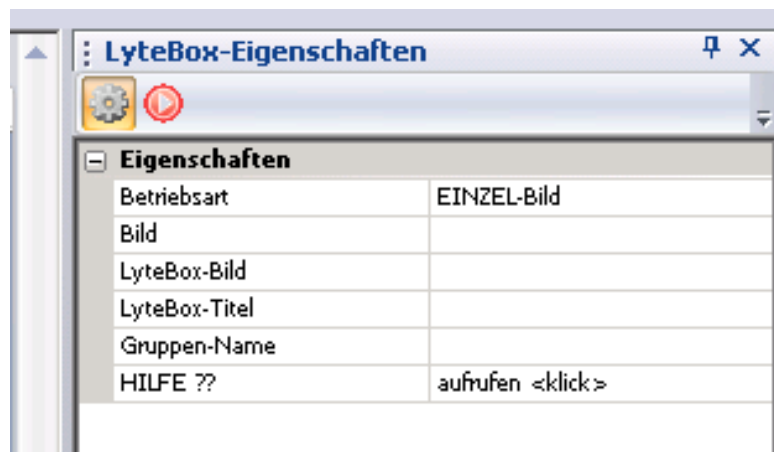 LyteBox-Eigenschaften
Eigenschaften
Betriebsart EINZEL-Bild
Bild
LyteBox-Bild
LyteBox-Titel
Gruppen-Name
HILFE ?? aufrufen <klick>